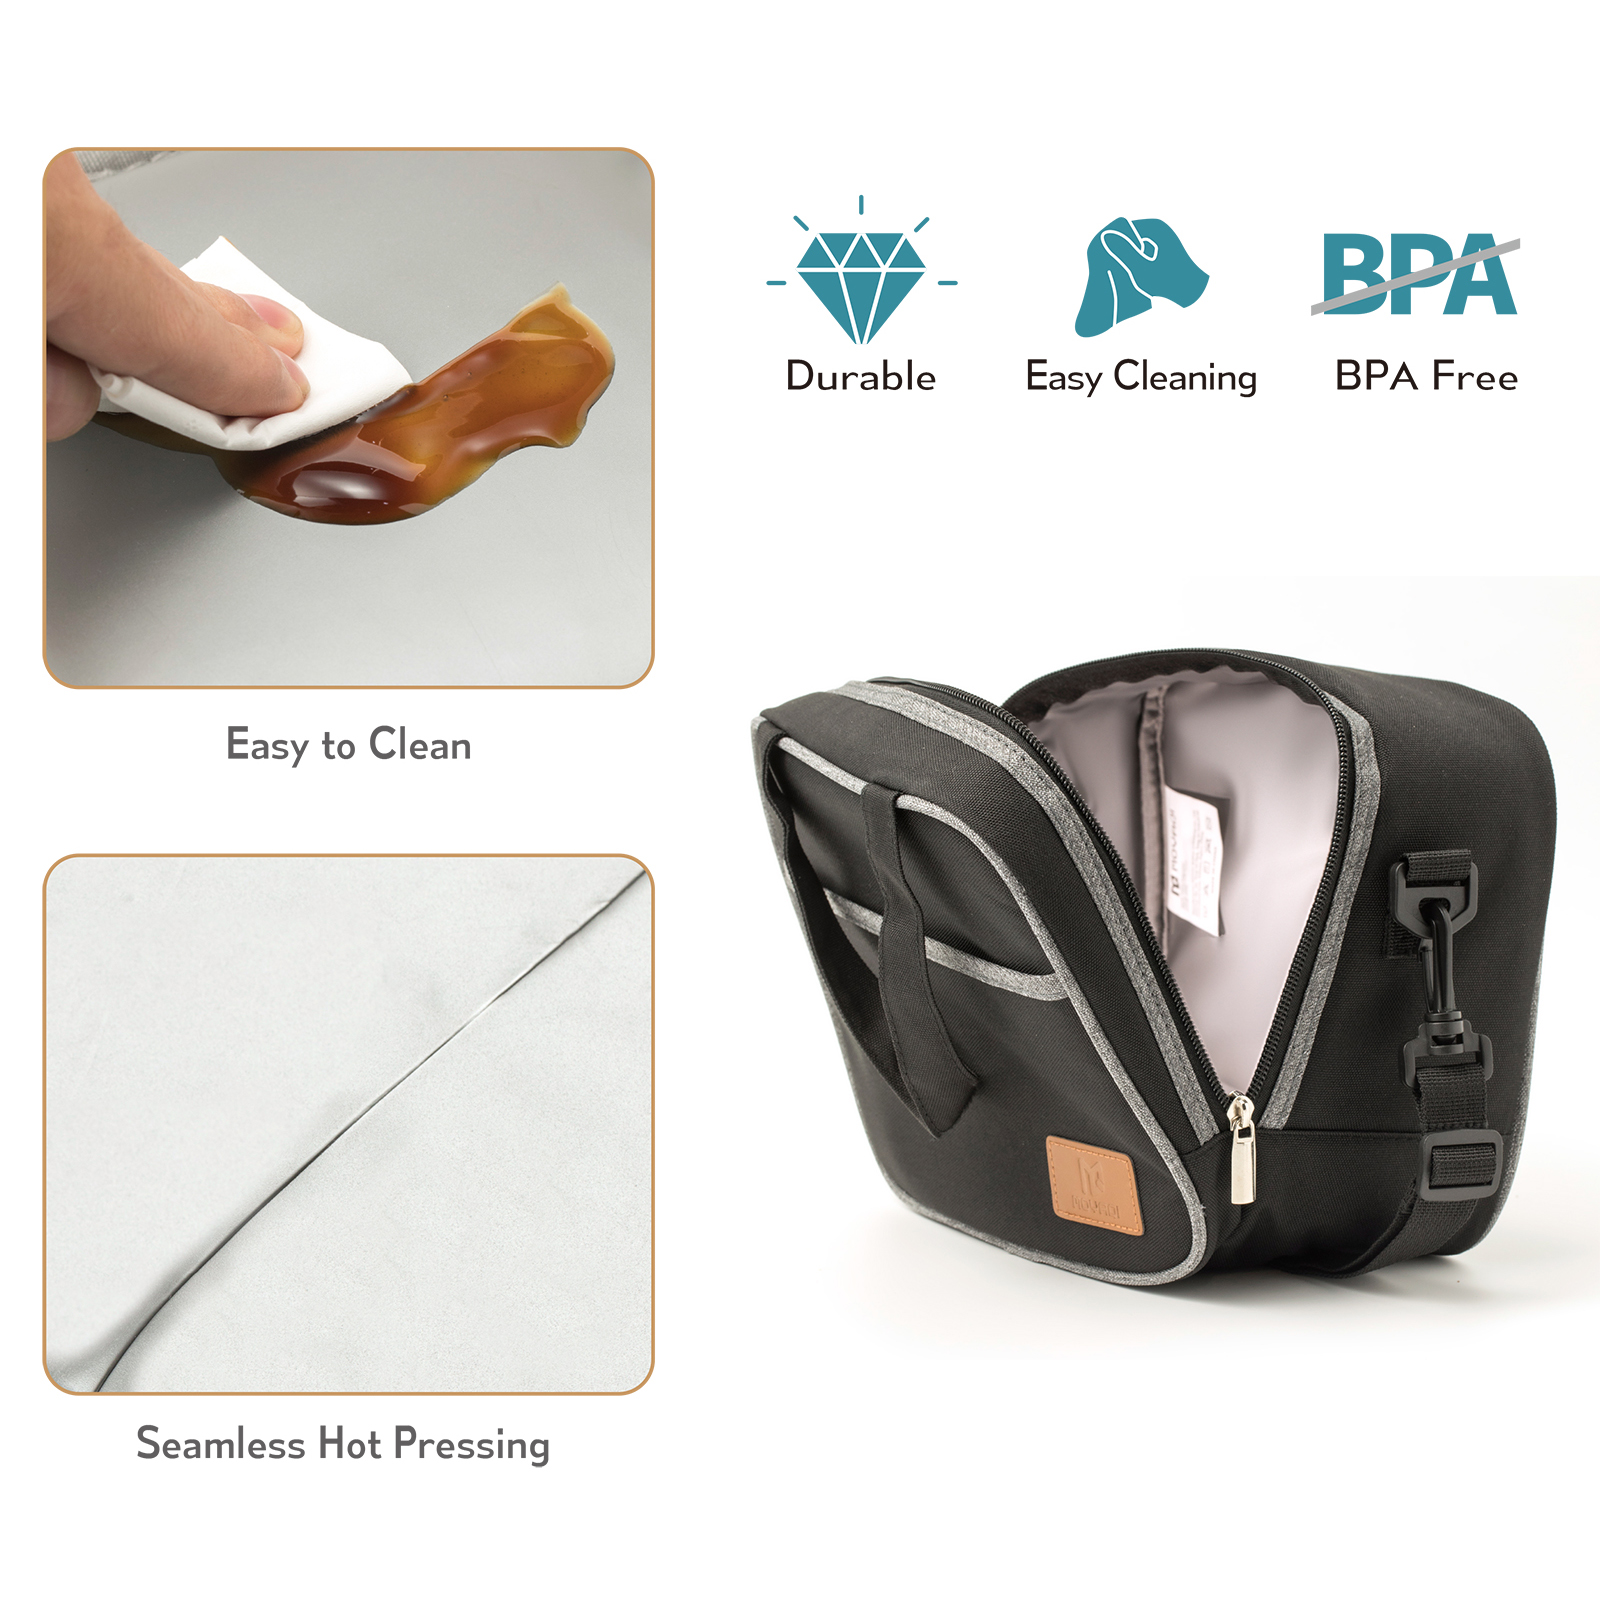 BPA
Durable
Easy Cleaning
BPA Free
Easy to Clean
Seamless Hot Pressing